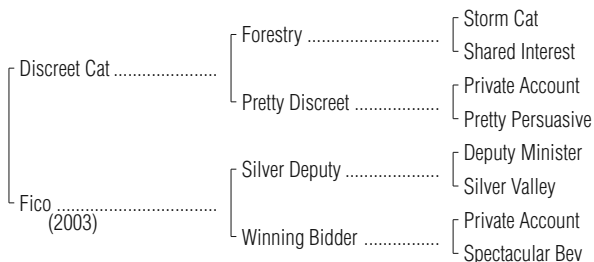 Storm Cat
Forestry ..............................
Shared Interest
Discreet Cat .......................
Private Account
Pretty Discreet ...................
Pretty Persuasive
Deputy Minister
Silver Deputy .....................
Silver Valley
Fico ....................................
(2003)
Private Account
Winning Bidder .................
Spectacular Bev